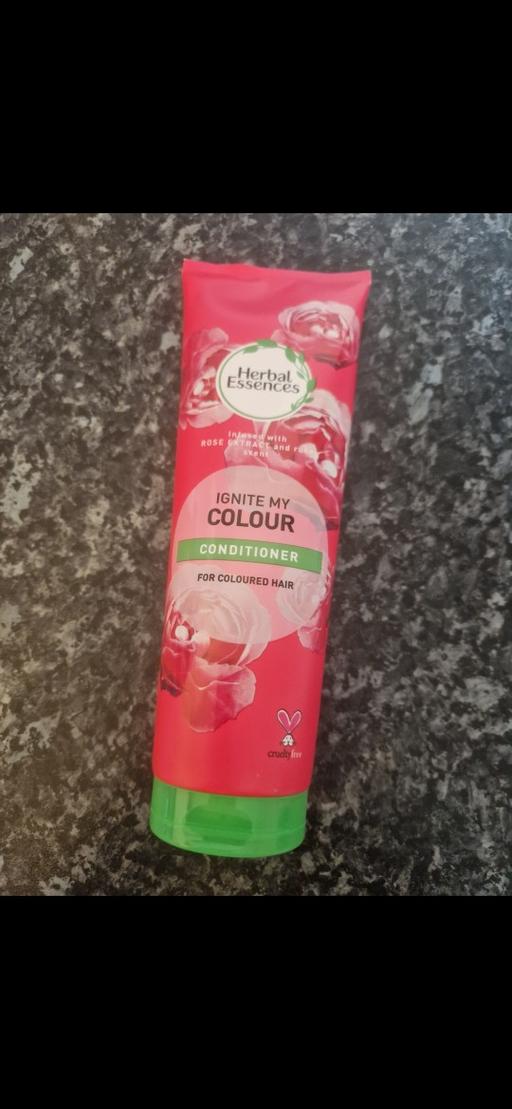 Herbal
Essences
Infused with
ROSE EXTRACT and rose
scent
IGNITE MY
COLOUR
CONDITIONER
FOR COLOURED HAIR
crueltyfree